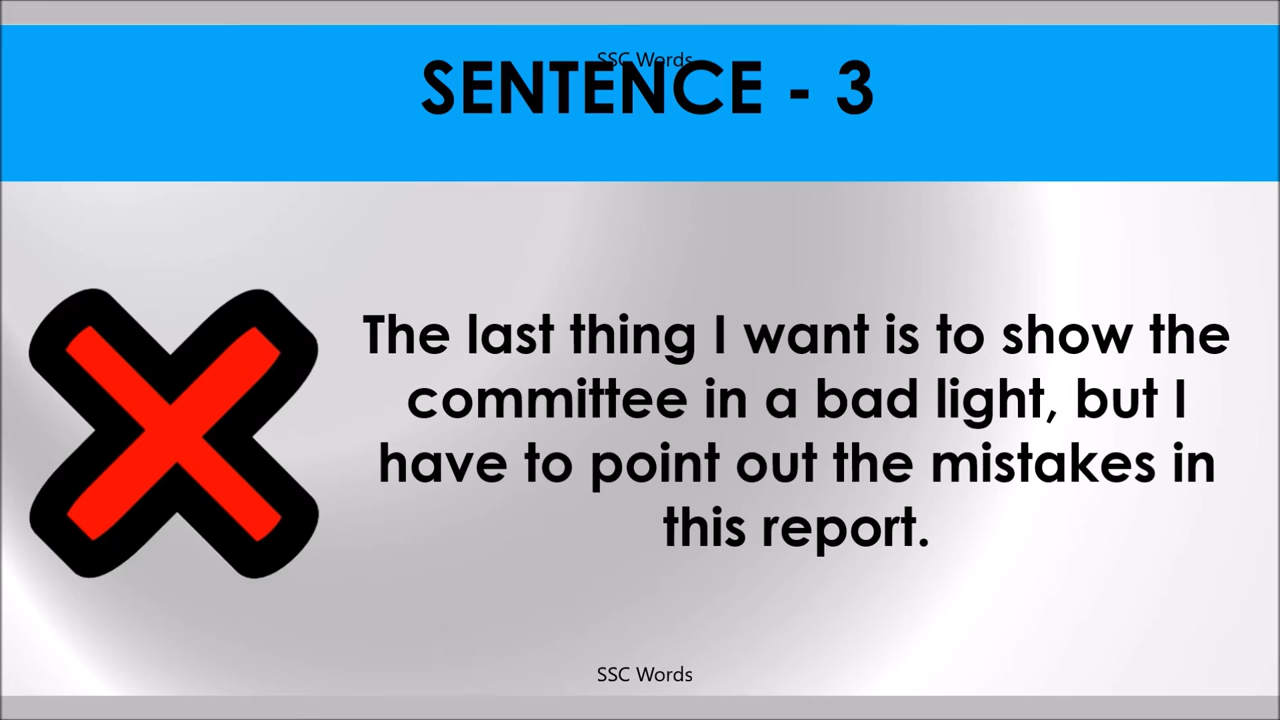 SSC Words
SENTENCE - 3
The last thing I want is to show the
committee in a bad light, but I
have to point out the mistakes in
this report.
SSC Words